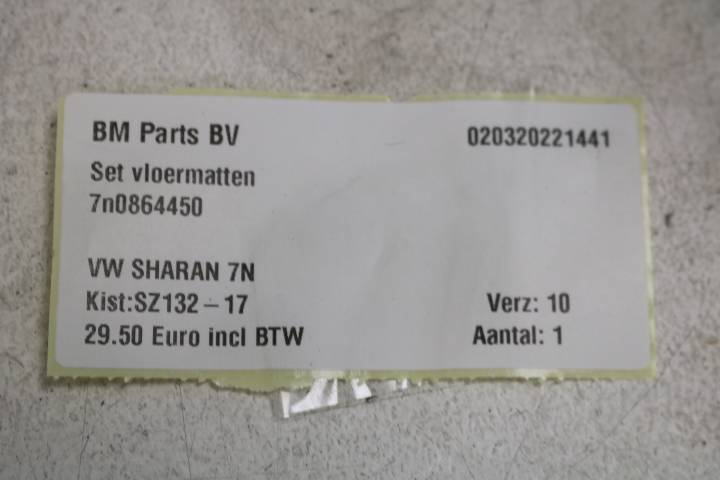 BM Parts BV 020320221441
Set vloermatten
7n0864450
VW SHARAN 7N
Kist:SZ132-17 Verz: 10
29.50 Euro incl BTW Aantal: 1